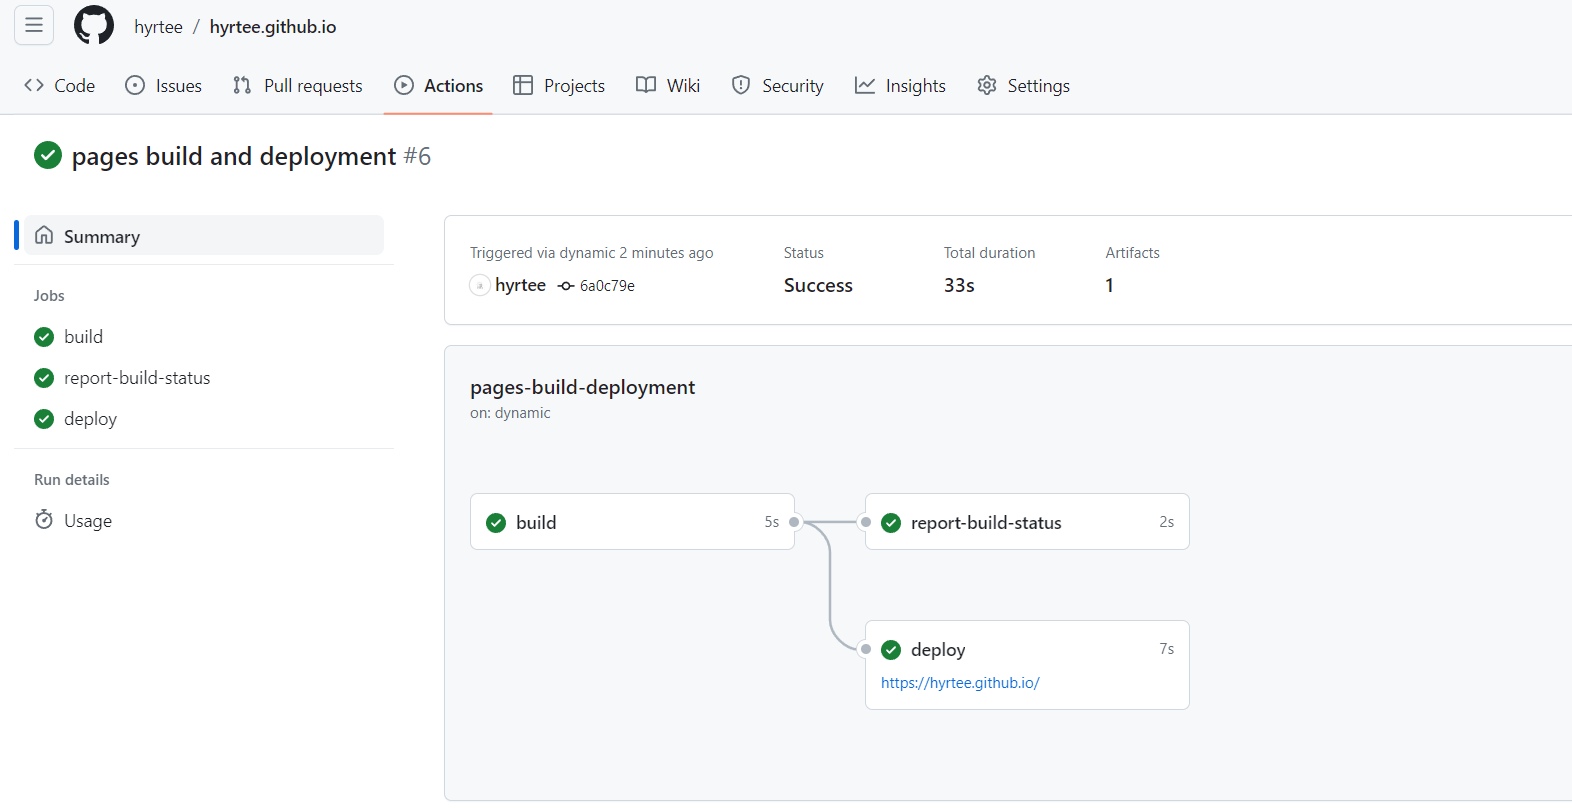 hyrtee / hyrtee.github.io
Code Issues Pull requests Actions Projects Wiki Security Insights Settings
pages build and deployment #6
Summary
Jobs
build
report-build-status
deploy
Run details
Usage
Triggered via dynamic 2 minutes ago
hyrtee 6a0c79e
Status
Success
Total duration
33s
Artifacts
1
pages-build-deployment
on: dynamic
build 5s
report-build-status 2s
deploy 7s
https://hyrtee.github.io/